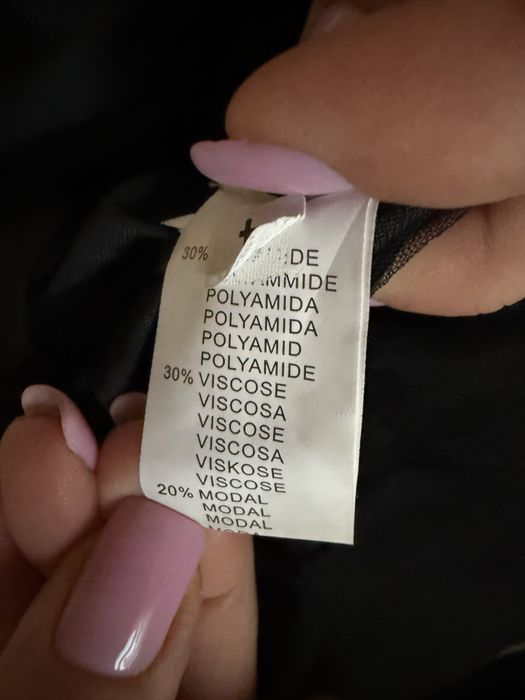 30%
POLYAMIDA
POLYAMIDA
POLYAMID
POLYAMIDE
30% VISCOSE
VISCOSA
VISCOSE
VISCOSA
VISKOSE
VISCOSE
20% MODAL
MODAL
MODAL